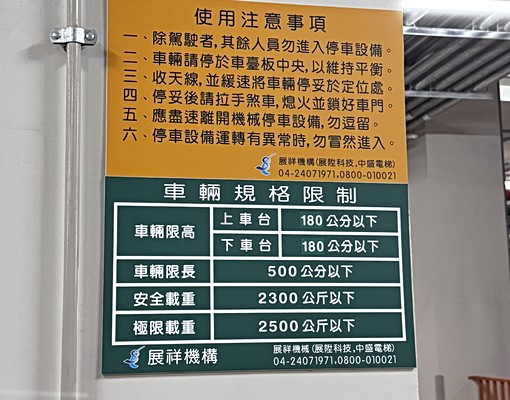 使用注意事項
一、除駕駛者,其餘人員勿進入停車設備。
二、車輛請停於車臺板中央,以維持平衡。
三、收天線,並緩速將車輛停妥於定位處。
四、停妥後請拉手煞車,熄火並鎖好車門。
五、應盡速離開機械停車設備,勿逗留。
六、停車設備運轉有異常時,勿冒然進入。
展祥機構(展陞科技,中盛電梯)
04-24071971.0800-010021
車輛規格限制
車輛限高 上車台 180公分以下
下車台 180公分以下
車輛限長 500公分以下
安全載重 2300公斤以下
極限載重 2500公斤以下
展祥機構 展祥機械(展陞科技,中盛電梯)
04-24071971.0800-010021